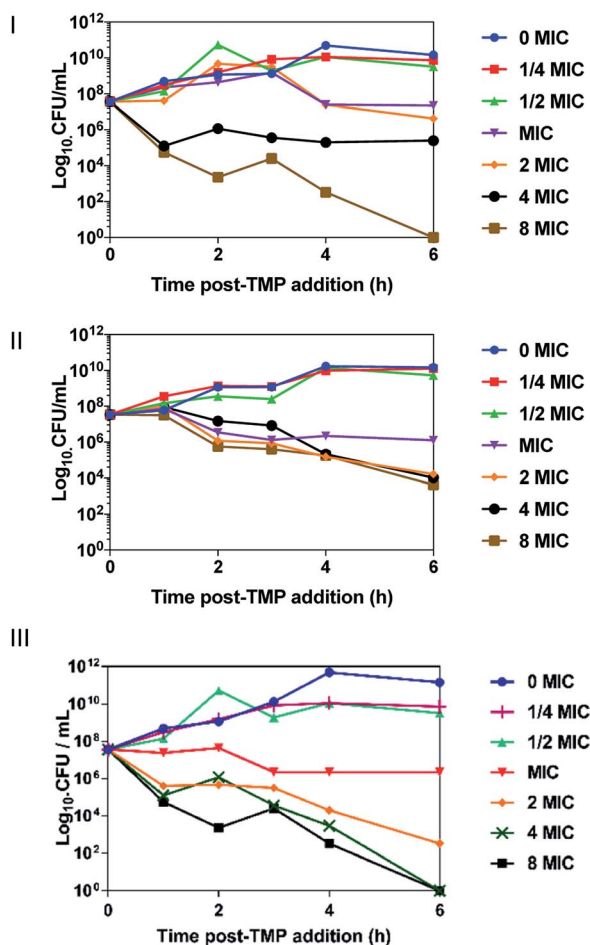 I
10¹²
10¹⁰
10⁸
10⁶
10⁴
10²
10⁰
Log₁₀.CFU/mL
0 2 4 6
Time post-TMP addition (h)
0 MIC
1/4 MIC
1/2 MIC
MIC
2 MIC
4 MIC
8 MIC
II
10¹²
10¹⁰
10⁸
10⁶
10⁴
10²
10⁰
Log₁₀.CFU/mL
0 2 4 6
Time post-TMP addition (h)
0 MIC
1/4 MIC
1/2 MIC
MIC
2 MIC
4 MIC
8 MIC
III
10¹²
10¹⁰
10⁸
10⁶
10⁴
10²
10⁰
Log₁₀.CFU / mL
0 2 4 6
Time post-TMP addition (h)
0 MIC
1/4 MIC
1/2 MIC
MIC
2 MIC
4 MIC
8 MIC